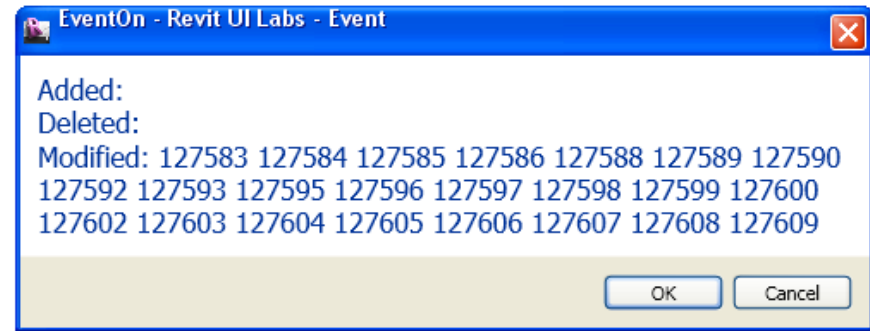 EventOn - Revit UI Labs - Event
Added:
Deleted:
Modified: 127583 127584 127585 127586 127588 127589 127590
127592 127593 127595 127596 127597 127598 127599 127600
127602 127603 127604 127605 127606 127607 127608 127609
OK Cancel